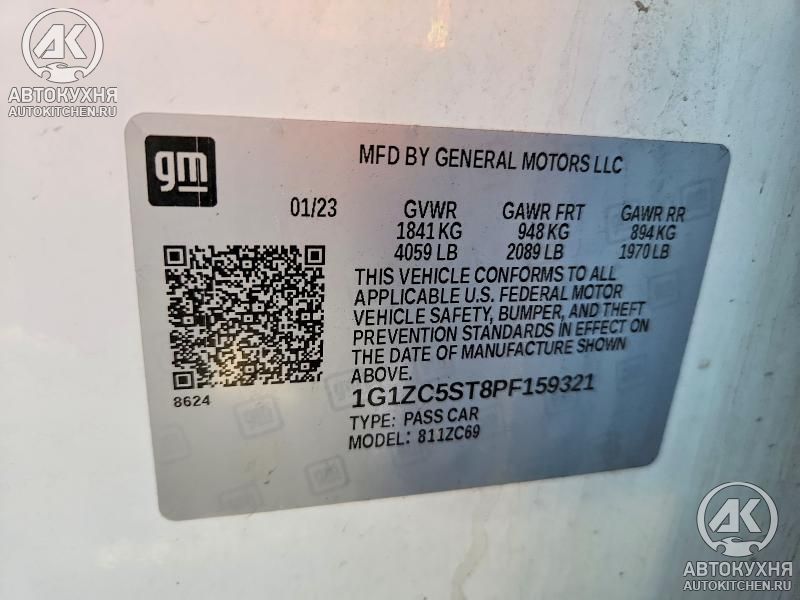 АК
АВТОКУХНЯ
AUTOKITCHEN.RU
gm
MFD BY GENERAL MOTORS LLC
01/23 GVWR GAWR FRT GAWR RR
1841 KG 948 KG 894 KG
4059 LB 2089 LB 1970 LB
THIS VEHICLE CONFORMS TO ALL
APPLICABLE U.S. FEDERAL MOTOR
VEHICLE SAFETY, BUMPER, AND THEFT
PREVENTION STANDARDS IN EFFECT ON
THE DATE OF MANUFACTURE SHOWN
ABOVE.
8624
1G1ZC5ST8PF159321
TYPE: PASS CAR
MODEL: 811ZC69
АК
АВТОКУХНЯ
AUTOKITCHEN.RU